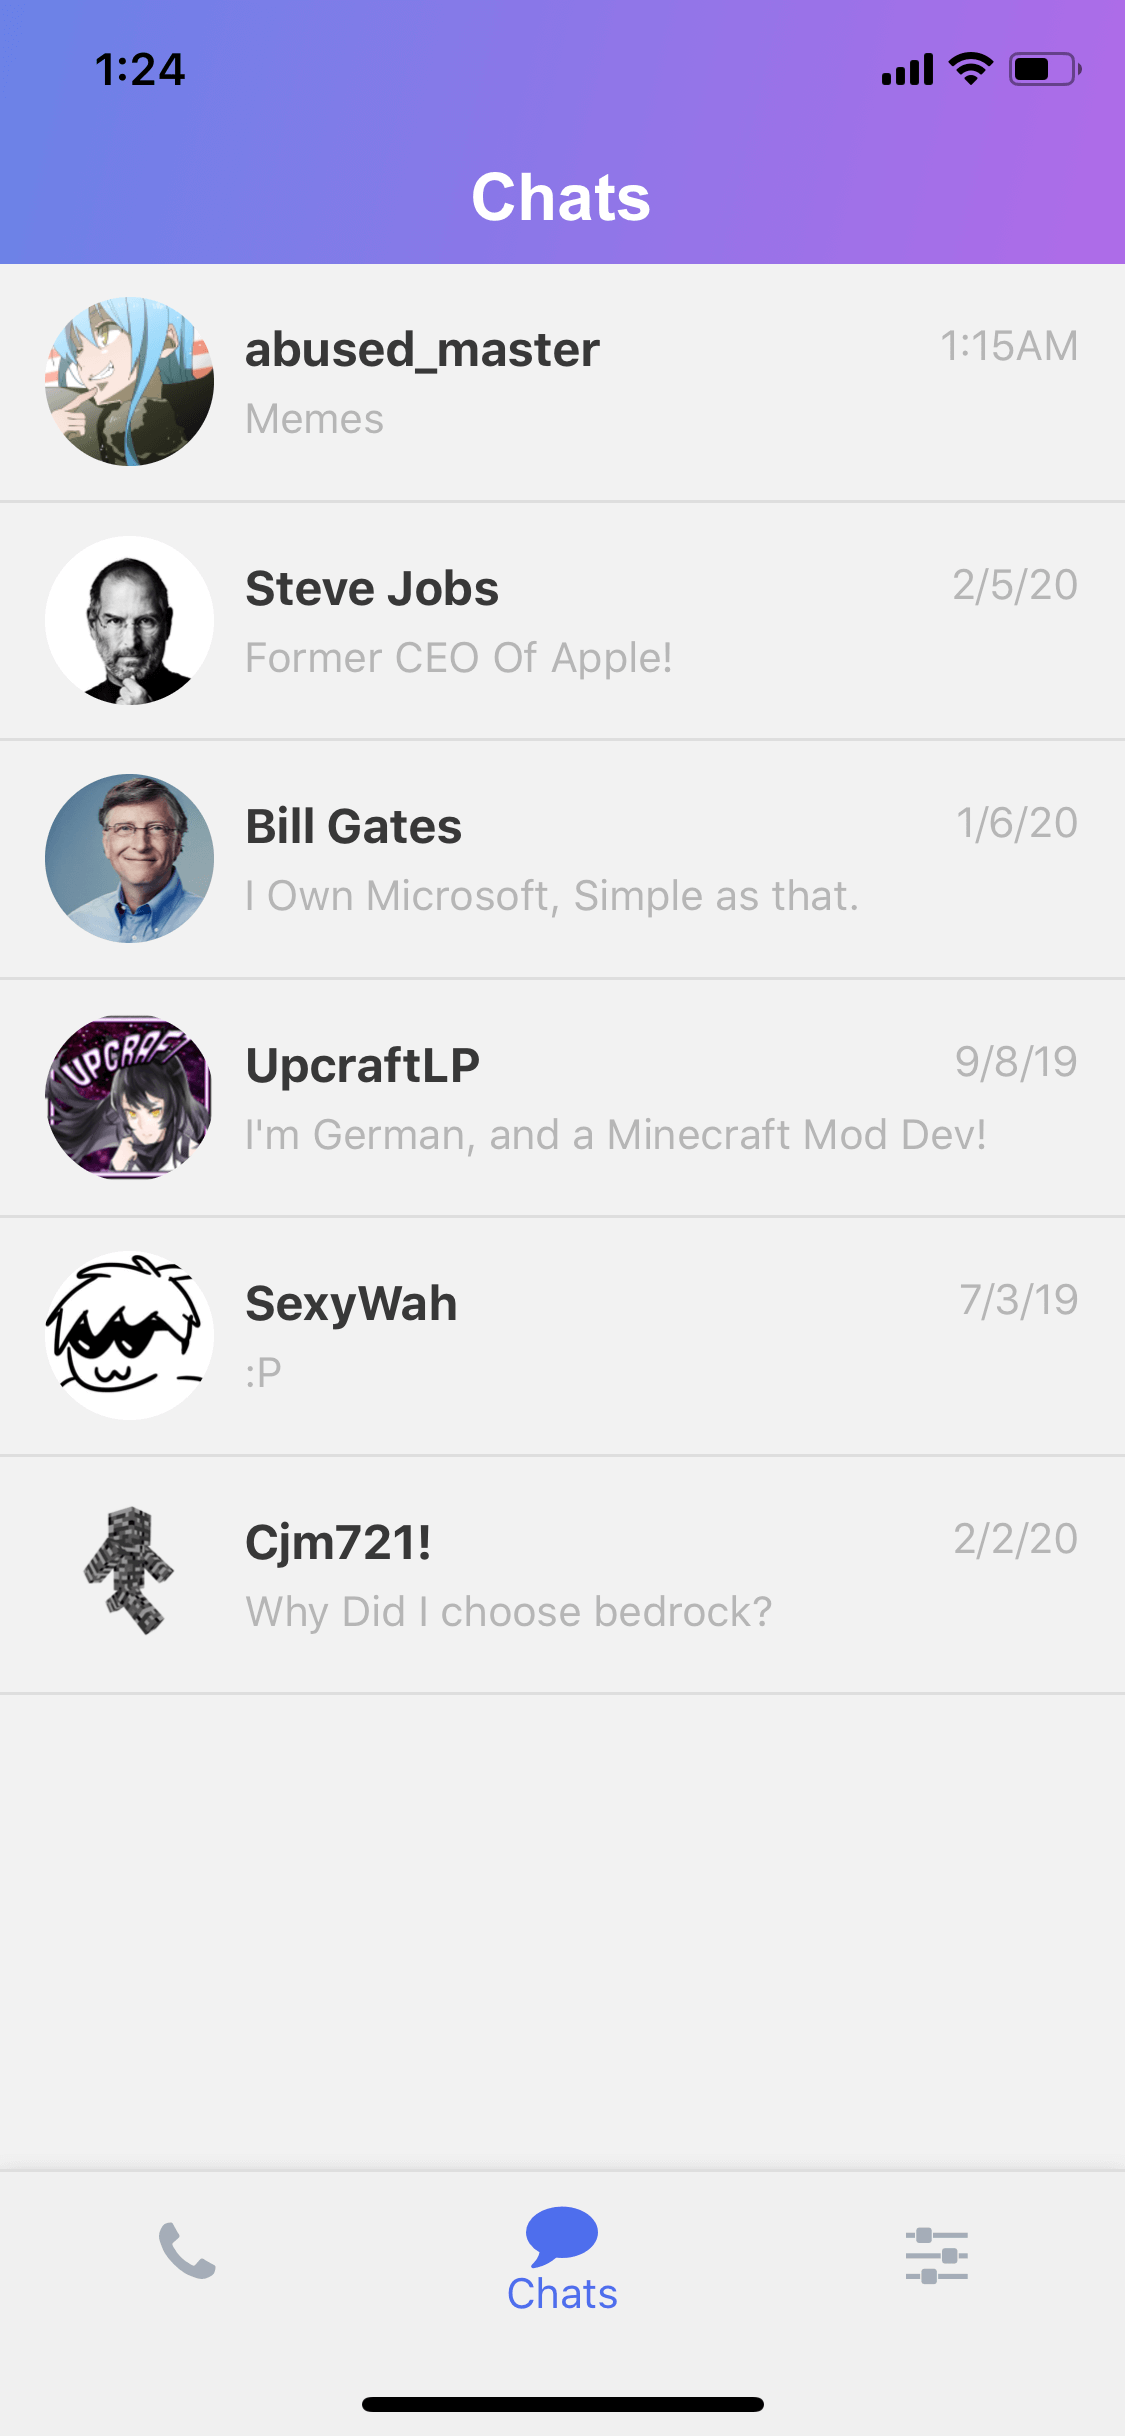 1:24
Chats
abused_master
1:15AM
Memes
Steve Jobs
2/5/20
Former CEO Of Apple!
Bill Gates
1/6/20
I Own Microsoft, Simple as that.
UPCRAFT
UpcraftLP
9/8/19
I'm German, and a Minecraft Mod Dev!
SexyWah
7/3/19
:P
Cjm721!
2/2/20
Why Did I choose bedrock?
Chats